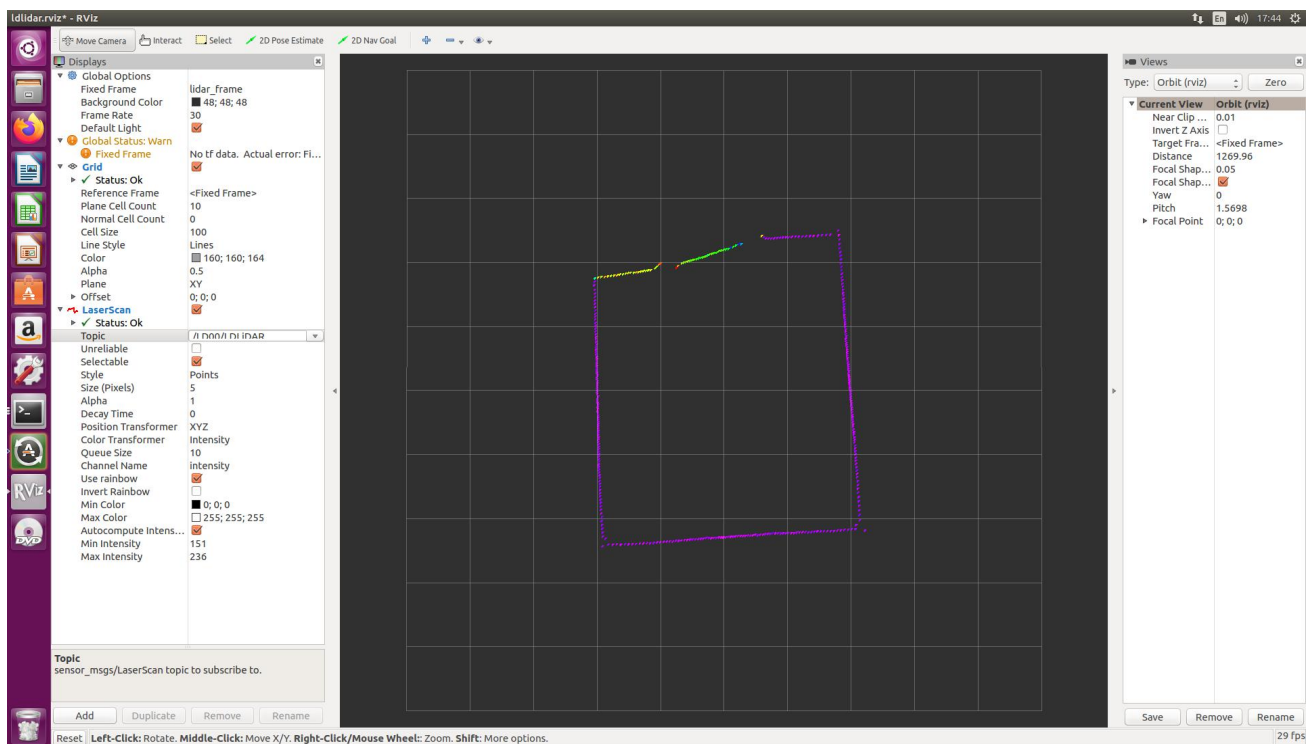 ldlidar.rviz* - RViz
En 17:44
Move Camera Interact Select 2D Pose Estimate 2D Nav Goal
Displays
Global Options
Fixed Frame lidar_frame
Background Color 48; 48; 48
Frame Rate 30
Default Light
Global Status: Warn
Fixed Frame No tf data. Actual error: Fi...
Grid
Status: Ok
Reference Frame <Fixed Frame>
Plane Cell Count 10
Normal Cell Count 0
Cell Size 100
Line Style Lines
Color 160; 160; 164
Alpha 0.5
Plane XY
Offset 0; 0; 0
LaserScan
Status: Ok
Topic /LD00/LDLiDAR
Unreliable
Selectable
Style Points
Size (Pixels) 5
Alpha 1
Decay Time 0
Position Transformer XYZ
Color Transformer Intensity
Queue Size 10
Channel Name intensity
Use rainbow
Invert Rainbow
Min Color 0; 0; 0
Max Color 255; 255; 255
Autocompute Intens...
Min Intensity 151
Max Intensity 236
Topic
sensor_msgs/LaserScan topic to subscribe to.
Add Duplicate Remove Rename
Reset Left-Click: Rotate. Middle-Click: Move X/Y. Right-Click/Mouse Wheel: Zoom. Shift: More options.
29 fps
Views
Type: Orbit (rviz) Zero
Current View Orbit (rviz)
Near Clip ... 0.01
Invert Z Axis
Target Fra... <Fixed Frame>
Distance 1269.96
Focal Shap... 0.05
Focal Shap...
Yaw 0
Pitch 1.5698
Focal Point 0; 0; 0
Save Remove Rename
a
RViz
DVD